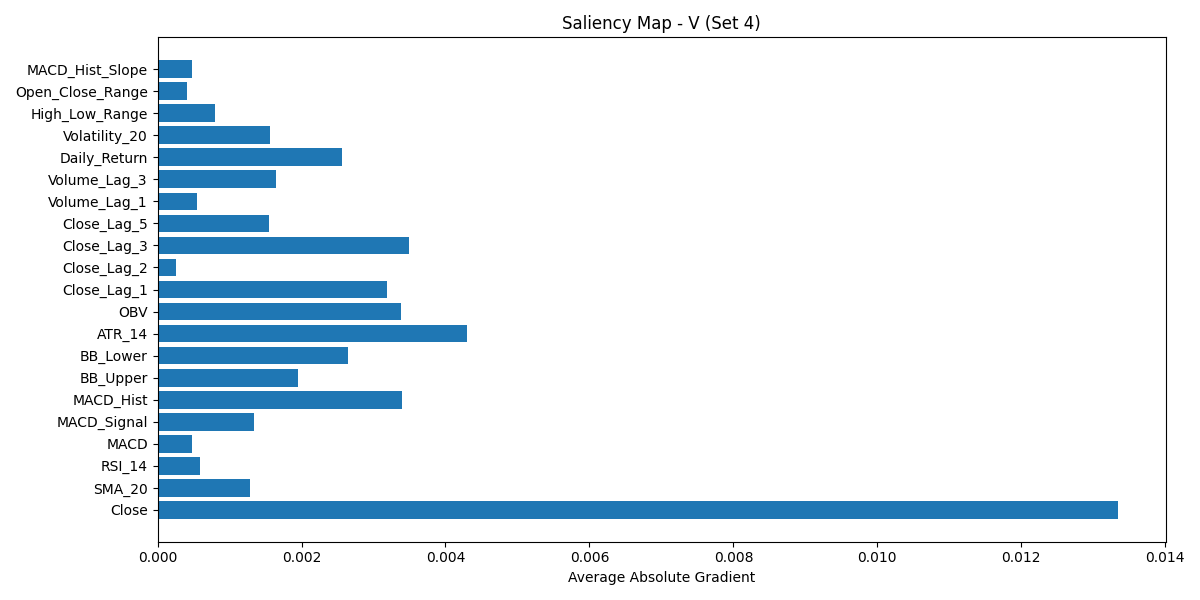 Saliency Map - V (Set 4)
MACD_Hist_Slope
Open_Close_Range
High_Low_Range
Volatility_20
Daily_Return
Volume_Lag_3
Volume_Lag_1
Close_Lag_5
Close_Lag_3
Close_Lag_2
Close_Lag_1
OBV
ATR_14
BB_Lower
BB_Upper
MACD_Hist
MACD_Signal
MACD
RSI_14
SMA_20
Close
0.000 0.002 0.004 0.006 0.008 0.010 0.012 0.014
Average Absolute Gradient